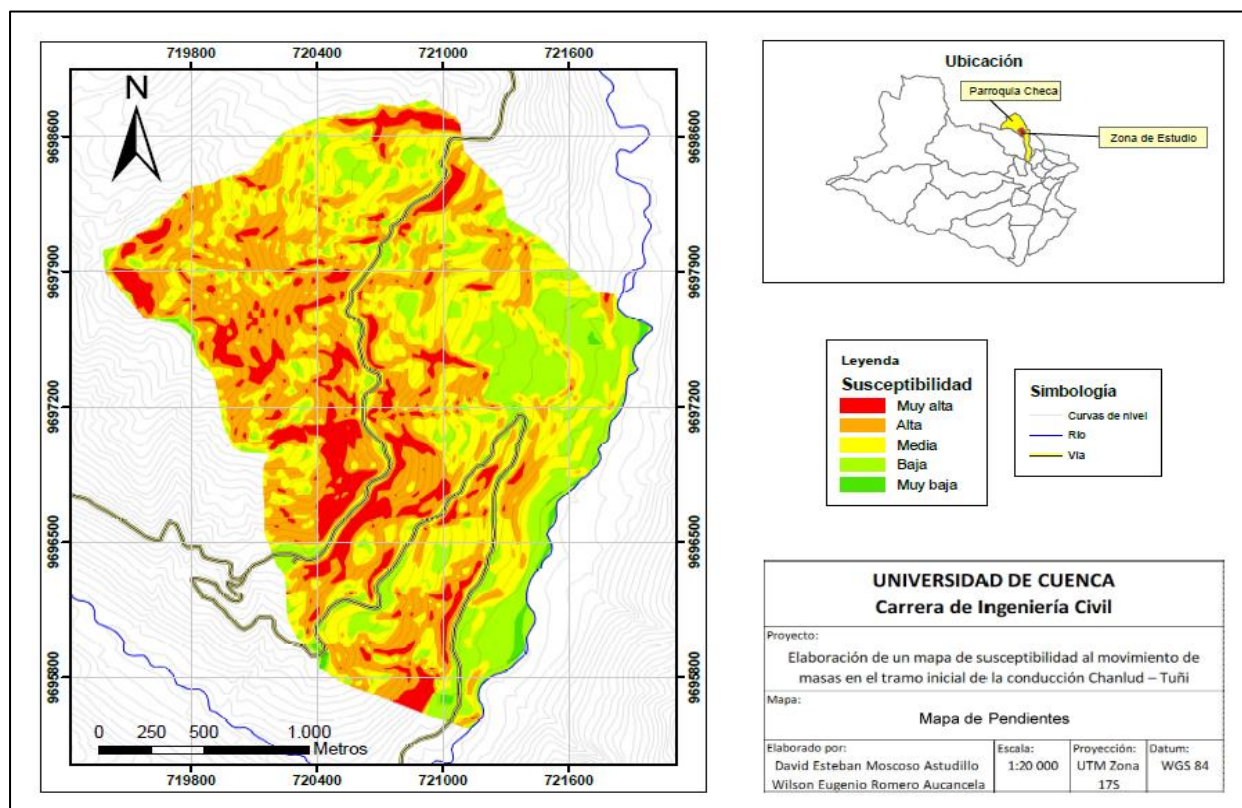 719800 720400 721000 721600
N
9698600 9698600
9697900 9697900
9697200 9697200
9696500 9696500
9695800 9695800
0 250 500 1.000
Metros
719800 720400 721000 721600
Ubicación
Parroquia Checa
Zona de Estudio
Leyenda
Susceptibilidad
Muy alta
Alta
Media
Baja
Muy baja
Simbología
Curvas de nivel
Río
Vía
UNIVERSIDAD DE CUENCA
Carrera de Ingeniería Civil
Proyecto:
Elaboración de un mapa de susceptibilidad al movimiento de
masas en el tramo inicial de la conducción Chanlud – Tuñi
Mapa:
Mapa de Pendientes
Elaborado por:
David Esteban Moscoso Astudillo
Wilson Eugenio Romero Aucancela
Escala:
1:20 000
Proyección:
UTM Zona
17S
Datum:
WGS 84